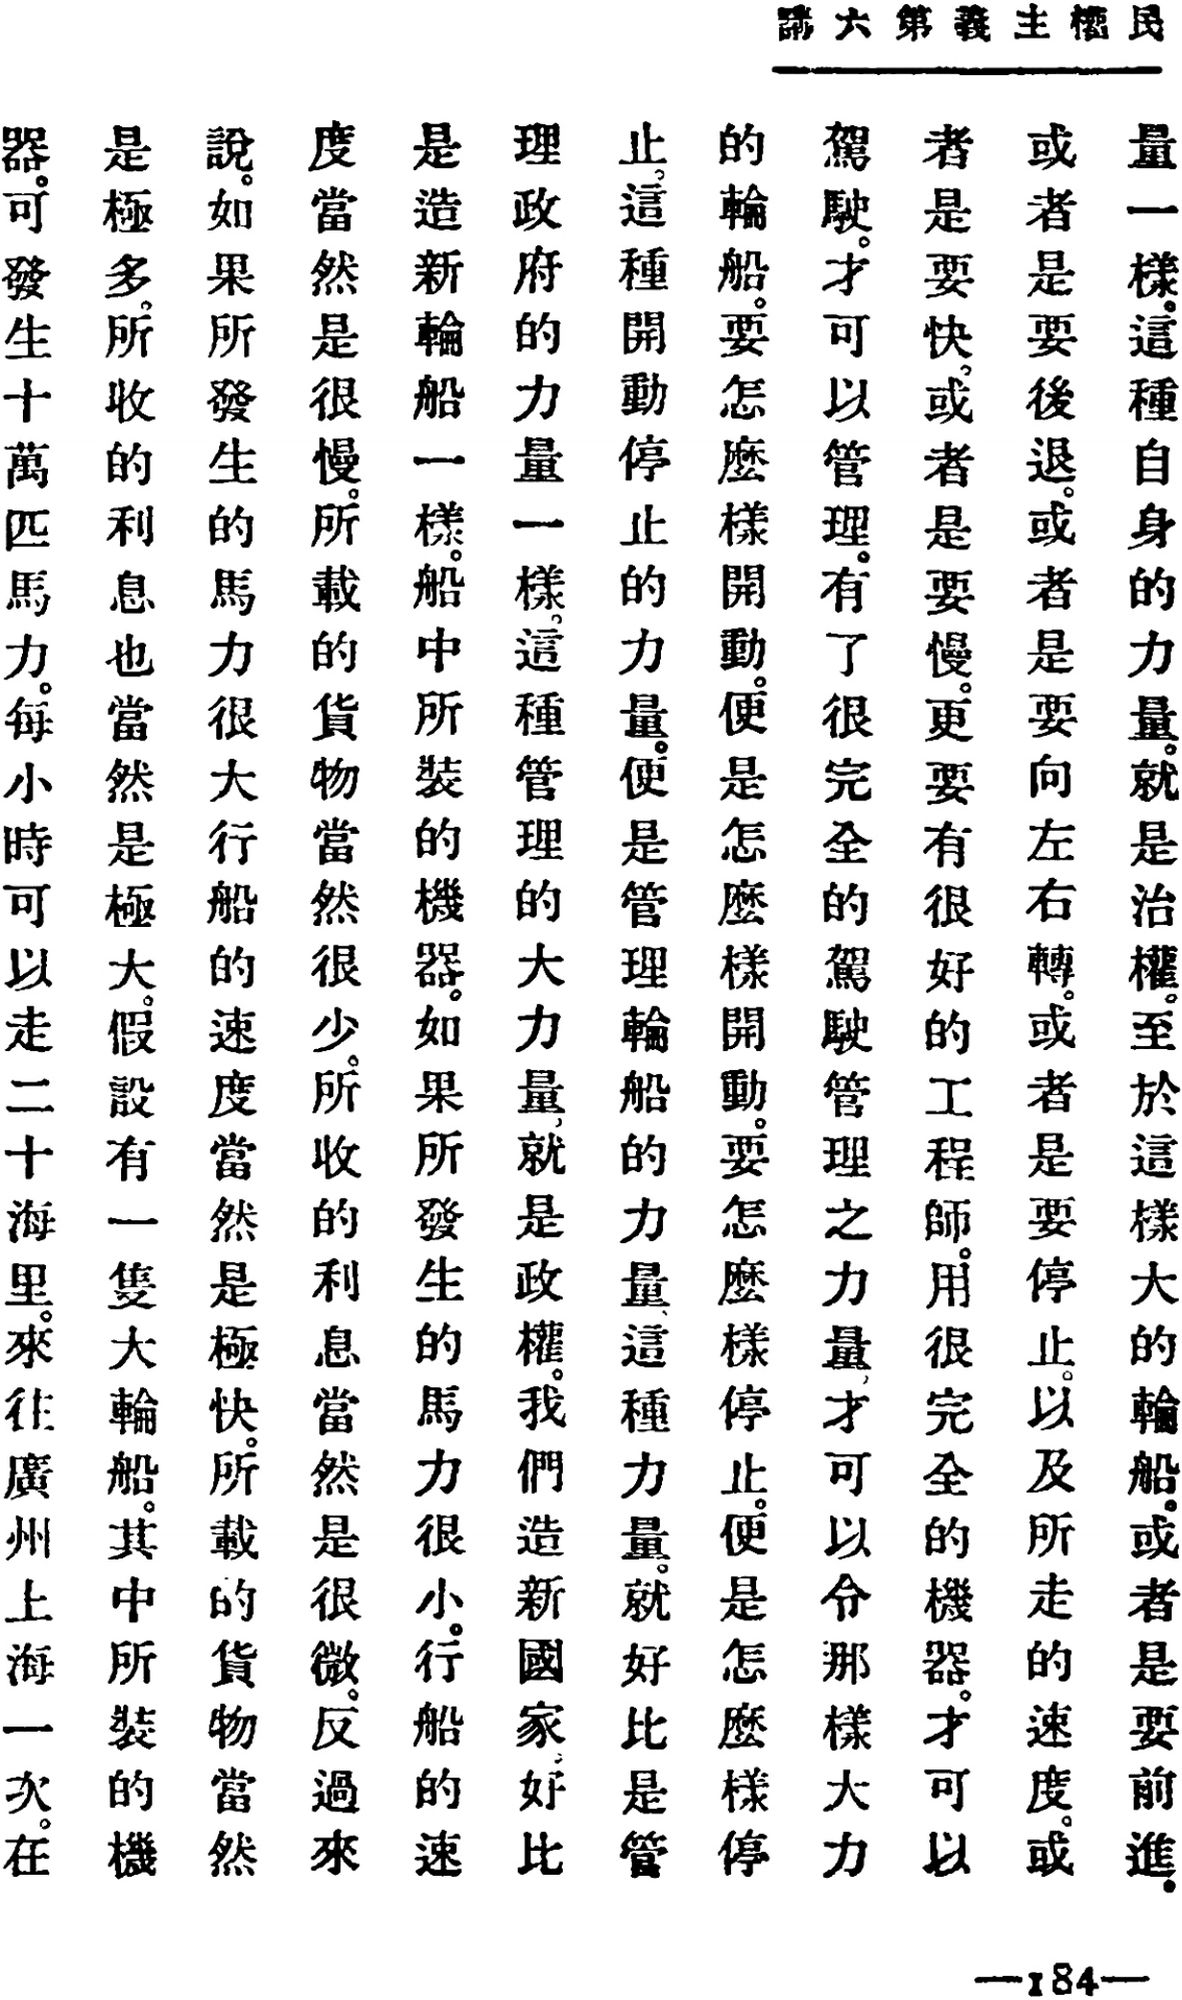 民權主義第六講
量一樣。這種自身的力量。就是治權。至於這樣大的輪船。或者是要前進。
或者是要後退。或者是要向左右轉。或者是要停止。以及所走的速度。或
者是要快，或者是要慢。更要有很好的工程師。用很完全的機器。才可以
駕駛。才可以管理。有了很完全的駕駛管理之力量，才可以令那樣大力
的輪船。要怎麼樣開動。便是怎麼樣開動。要怎麼樣停止。便是怎麼樣停
止，這種開動停止的力量。便是管理輪船的力量，這種力量。就好比是管
理政府的力量一樣，這種管理的大力量，就是政權。我們造新國家，好比
是造新輪船一樣。船中所裝的機器。如果所發生的馬力很小。行船的速
度當然是很慢。所載的貨物當然很少。所收的利息當然是很微。反過來
說。如果所發生的馬力很大行船的速度當然是極快。所載的貨物當然
是極多。所收的利息也當然是極大。假設有一隻大輪船。其中所裝的機
器。可發生十萬匹馬力。每小時可以走二十海里。來往廣州上海一次。在
—184—